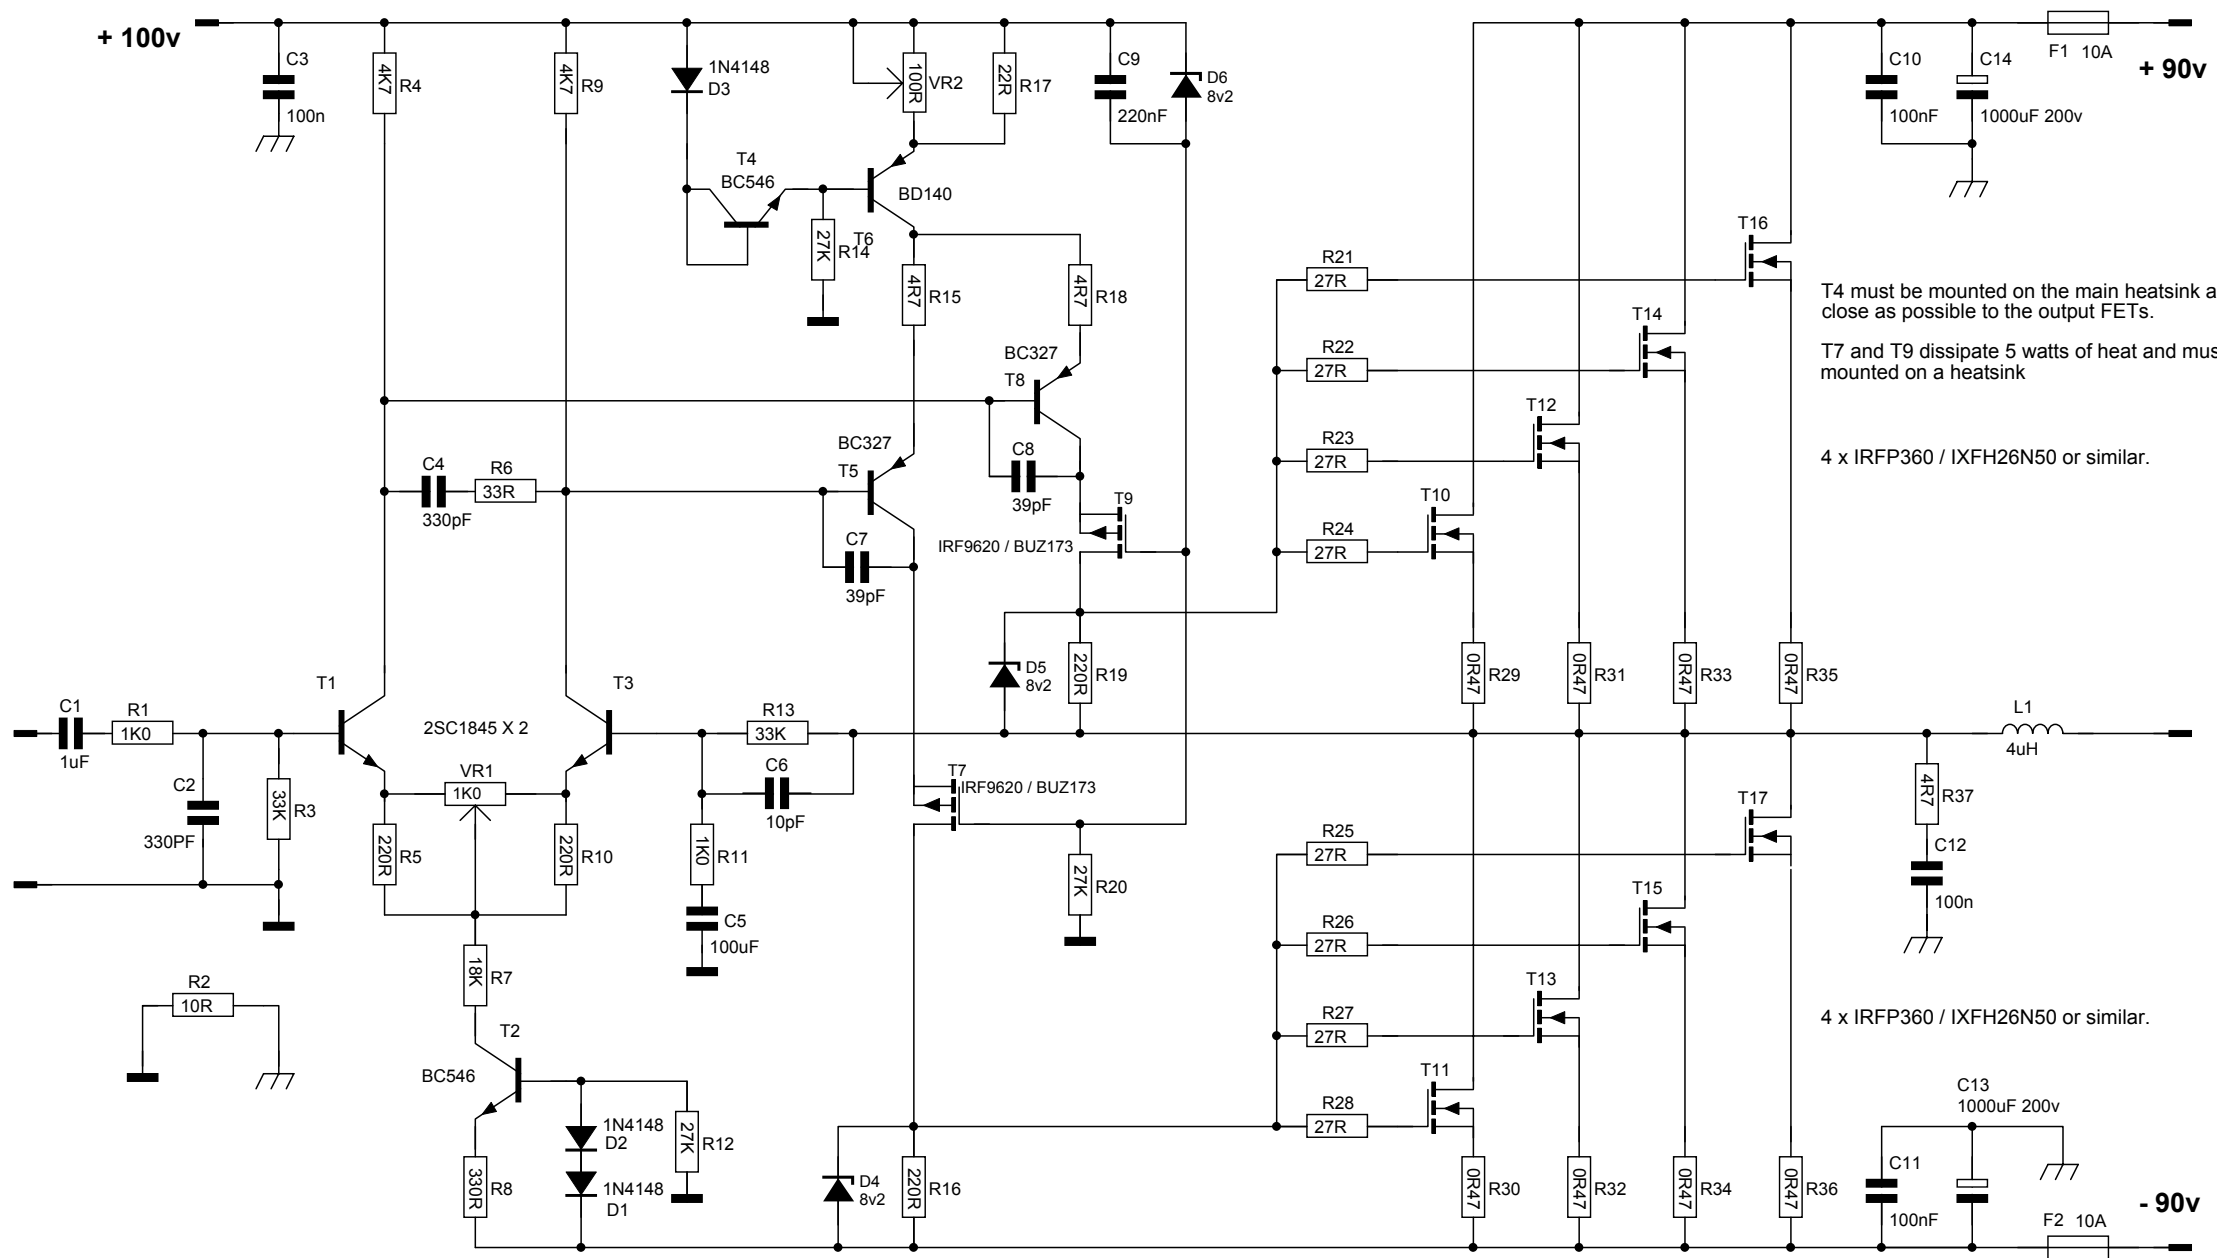 + 100v
C3
100n
4K7
R4
4K7
R9
1N4148
D3
100R
VR2
22R
R17
C9
220nF
D6
8v2
C10
100nF
C14
1000uF 200v
F1 10A
+ 90v
T4
BC546
BD140
27K
R14
T6
4R7
R15
4R7
R18
T16
R21
27R
T4 must be mounted on the main heatsink a
close as possible to the output FETs.
T14
R22
27R
T7 and T9 dissipate 5 watts of heat and mus
mounted on a heatsink
BC327
T8
T12
R23
27R
4 x IRFP360 / IXFH26N50 or similar.
BC327
T5
C8
39pF
C4
330pF
R6
33R
T9
IRF9620 / BUZ173
T10
R24
27R
C7
39pF
D5
8v2
220R
R19
0R47
R29
0R47
R31
0R47
R33
0R47
R35
T1
T3
2SC1845 X 2
C1
1uF
R1
1K0
R13
33K
L1
4uH
C2
330PF
33K
R3
VR1
1K0
C6
10pF
T7
IRF9620 / BUZ173
4R7
R37
T17
220R
R5
220R
R10
1K0
R11
27K
R20
R25
27R
C12
100n
C5
100uF
T15
R26
27R
18K
R7
R2
10R
T13
R27
27R
4 x IRFP360 / IXFH26N50 or similar.
T2
BC546
T11
R28
27R
C13
1000uF 200v
1N4148
D2
27K
R12
330R
R8
1N4148
D1
D4
8v2
220R
R16
0R47
R30
0R47
R32
0R47
R34
0R47
R36
C11
100nF
- 90v
F2 10A